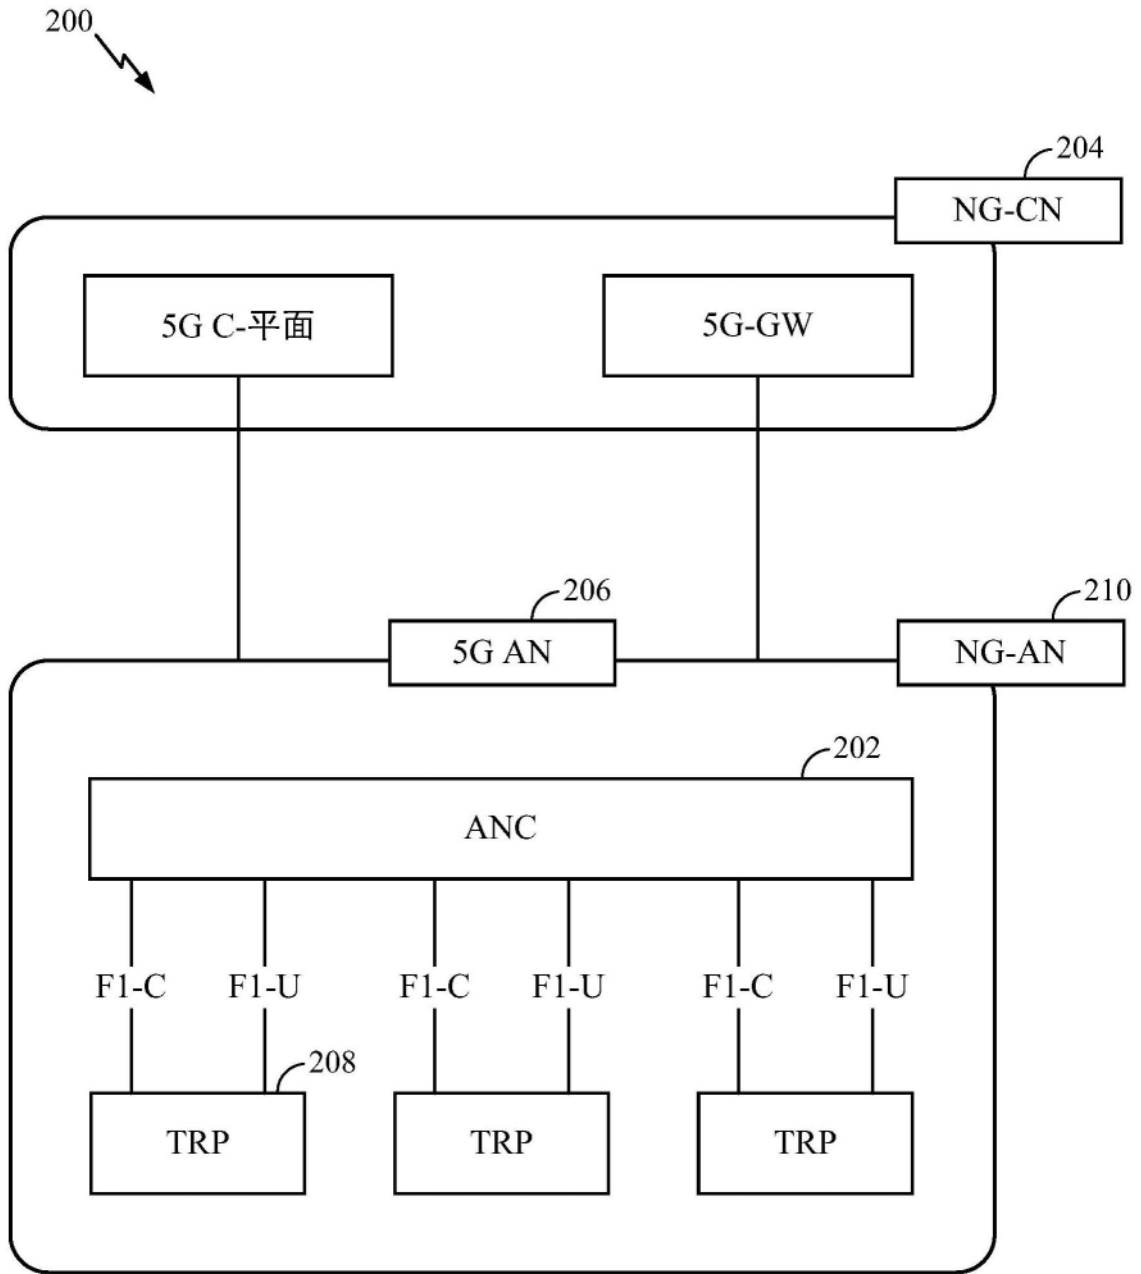 200
204
NG-CN
5G C-平面
5G-GW
206
210
5G AN
NG-AN
202
ANC
F1-C
F1-U
F1-C
F1-U
F1-C
F1-U
208
TRP
TRP
TRP